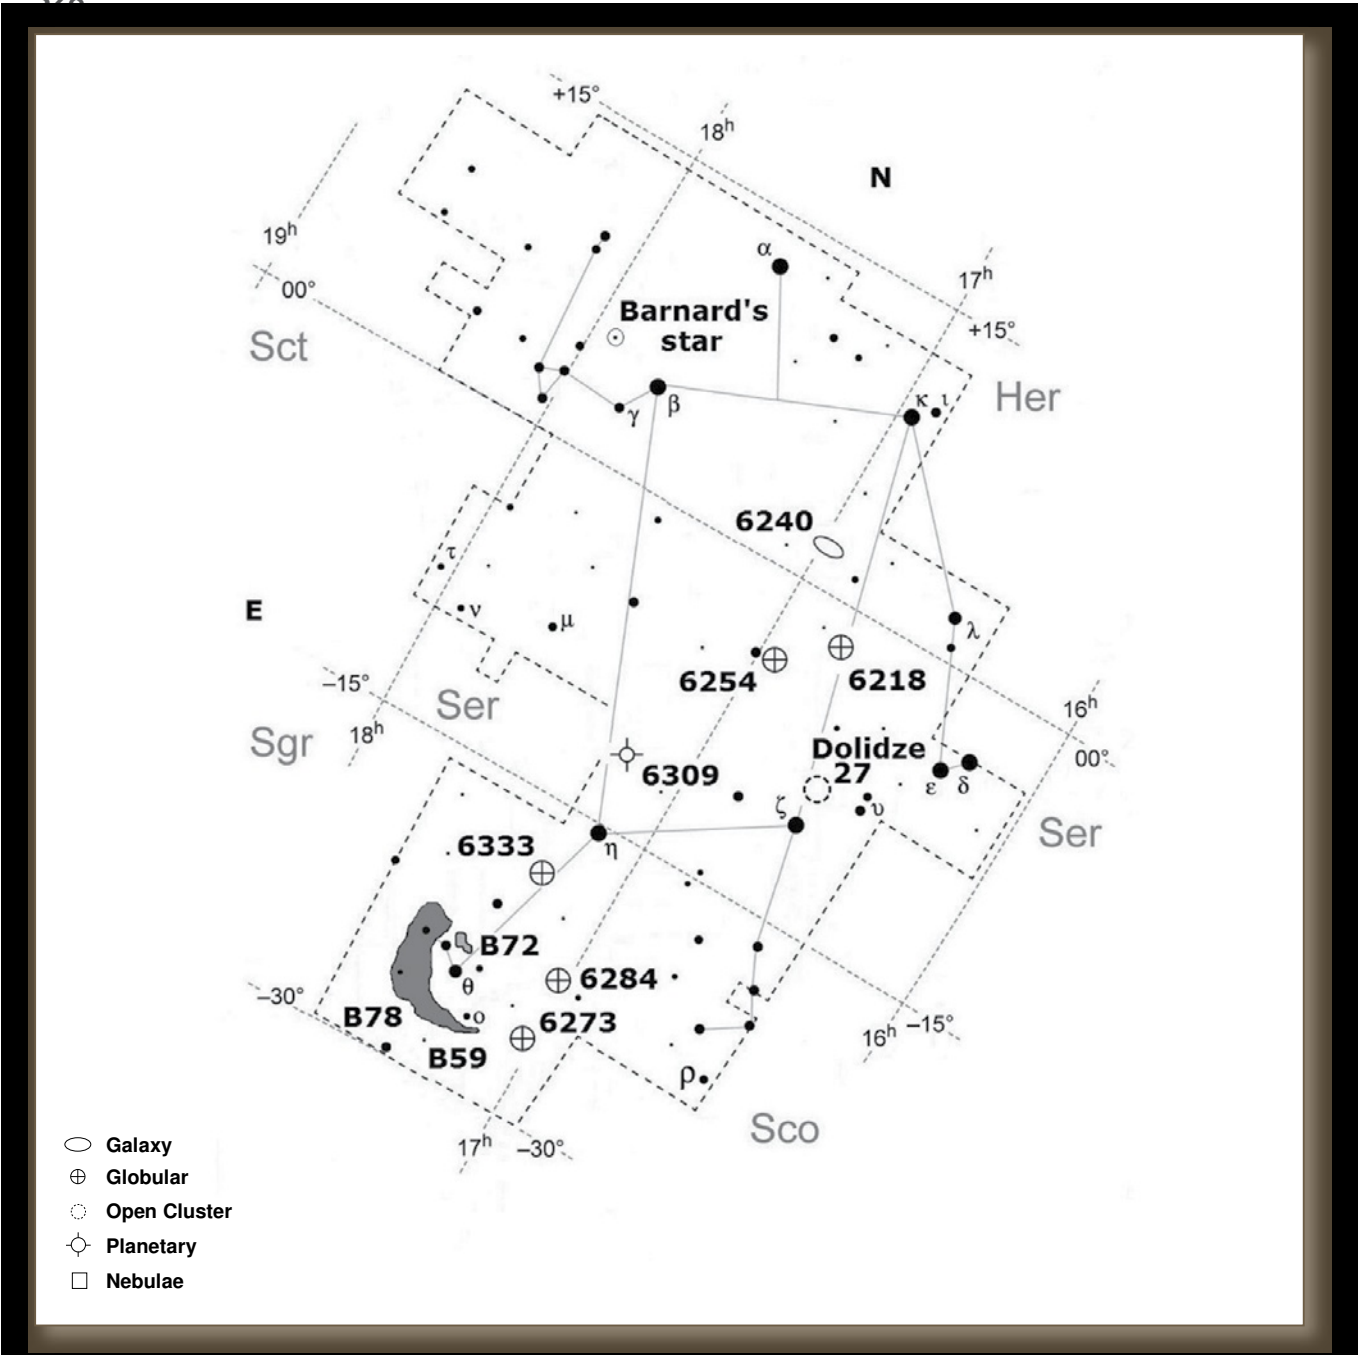 +15°
18h
N
19h
α
17h
00°
Barnard's
star
+15°
Sct
Her
β
γ
κ ι
6240
τ
E
ν
μ
λ
6254
6218
–15°
Ser
16h
Sgr
18h
Dolidze
27
00°
6309
ε δ
ζ
υ
Ser
6333
η
B72
θ
6284
–30°
B78
o
6273
16h –15°
B59
ρ
Sco
17h –30°
Galaxy
Globular
Open Cluster
Planetary
Nebulae